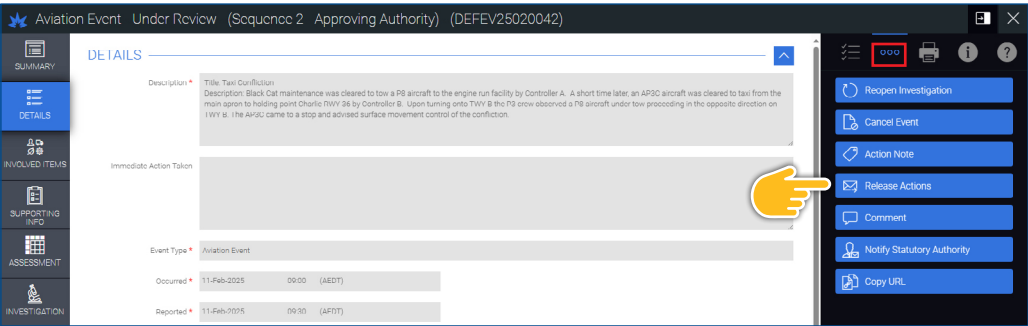 Aviation Event Under Review (Sequence 2 Approving Authority) (DEFEV25020042)
SUMMARY
DETAILS
INVOLVED ITEMS
SUPPORTING
INFO
ASSESSMENT
INVESTIGATION
DETAILS
Description *
Title: Taxi Confliction
Description: Black Cat maintenance was cleared to tow a P8 aircraft to the engine run facility by Controller A. A short time later, an AP3C aircraft was cleared to taxi from the
main apron to holding point Charlie RWY 36 by Controller B. Upon turning onto TWY B the P3 crew observed a P8 aircraft under tow proceeding in the opposite direction on
TWY B. The AP3C came to a stop and advised surface movement control of the confliction.
Immediate Action Taken
Event Type * Aviation Event
Occurred * 11-Feb-2025 09:00 (AEDT)
Reported * 11-Feb-2025 09:30 (AEDT)
Reopen Investigation
Cancel Event
Action Note
Release Actions
Comment
Notify Statutory Authority
Copy URL